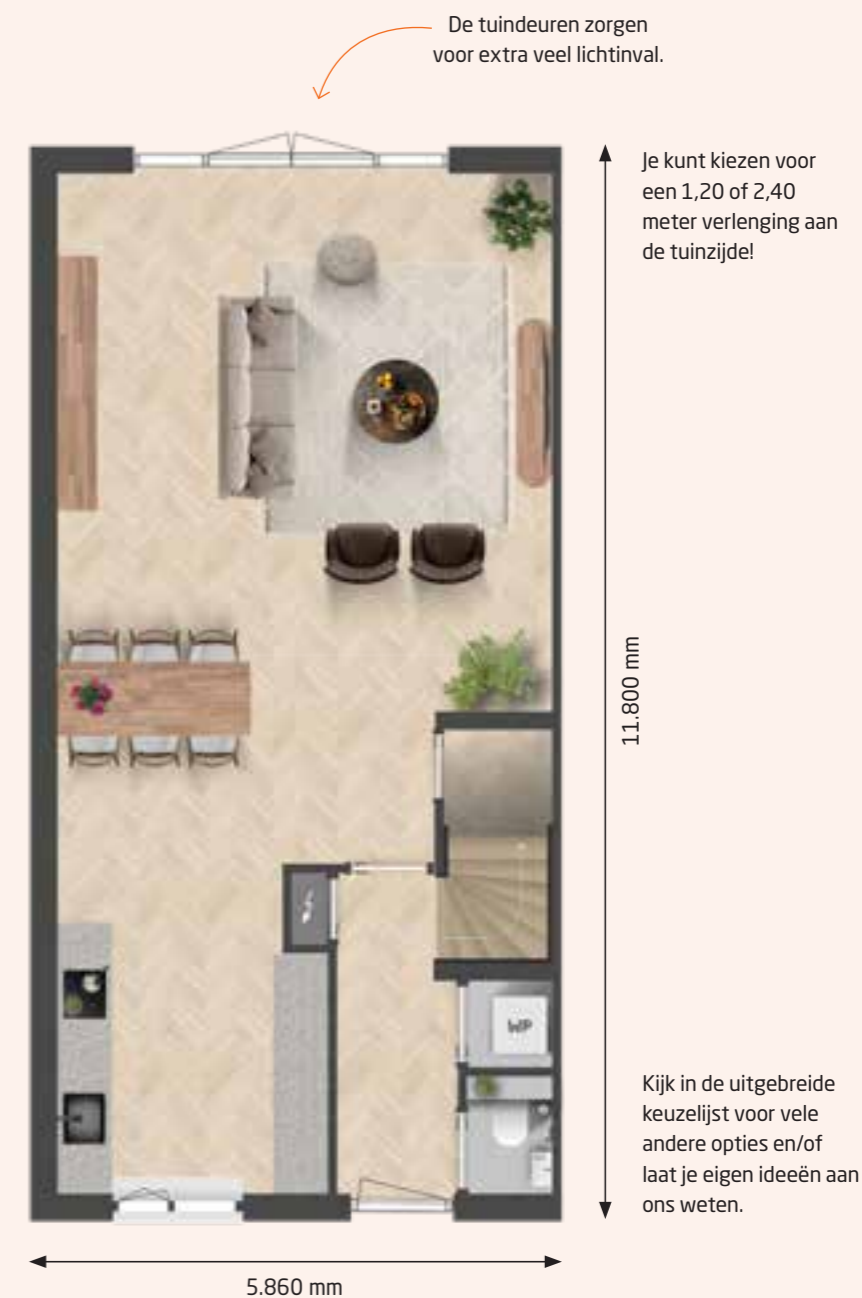 De tuindeuren zorgen
voor extra veel lichtinval.
Je kunt kiezen voor
een 1,20 of 2,40
meter verlenging aan
de tuinzijde!
11.800 mm
WP
Kijk in de uitgebreide
keuzelijst voor vele
andere opties en/of
laat je eigen ideeën aan
ons weten.
5.860 mm